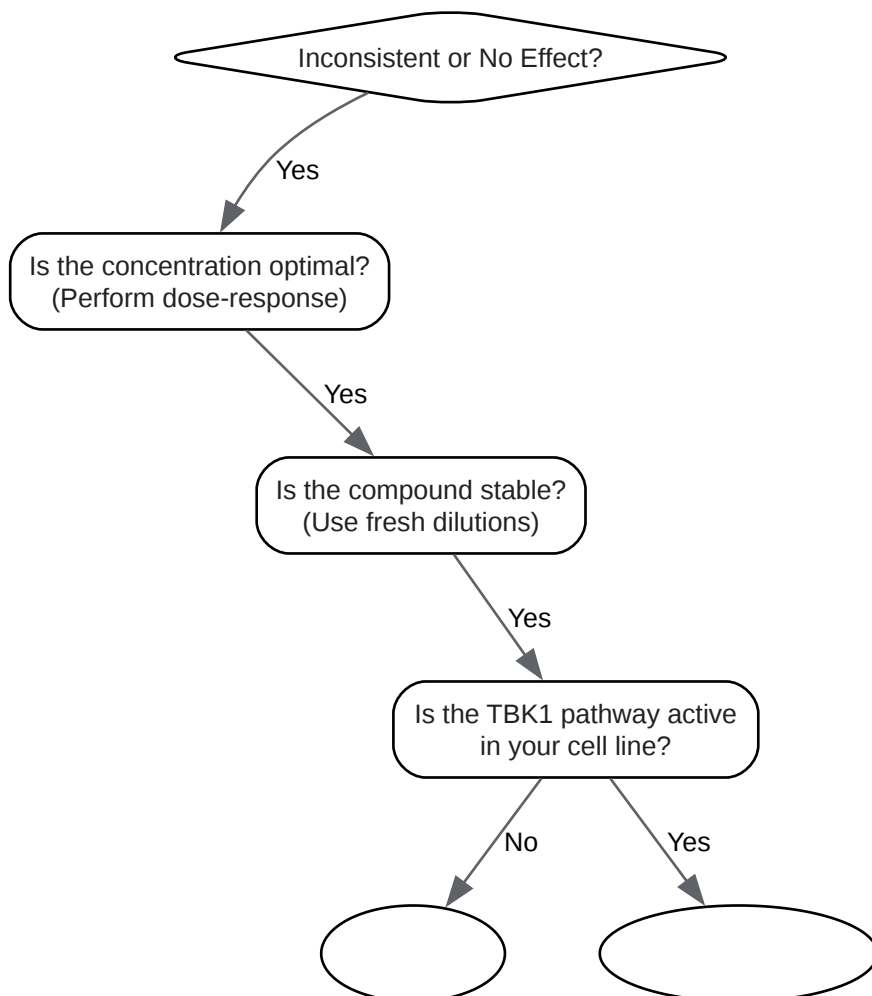 Inconsistent or No Effect?
Yes
Is the concentration optimal?
(Perform dose-response)
Yes
Is the compound stable?
(Use fresh dilutions)
Yes
Is the TBK1 pathway active
in your cell line?
No
Yes